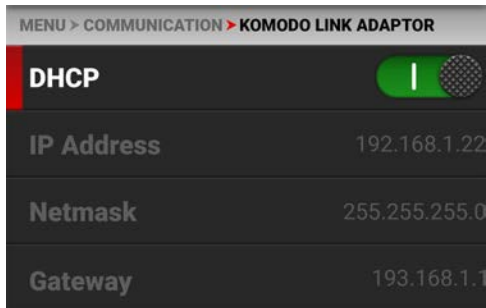 MENU > COMMUNICATION > KOMODO LINK ADAPTOR
DHCP
IP Address 192.168.1.22
Netmask 255.255.255.0
Gateway 193.168.1.1